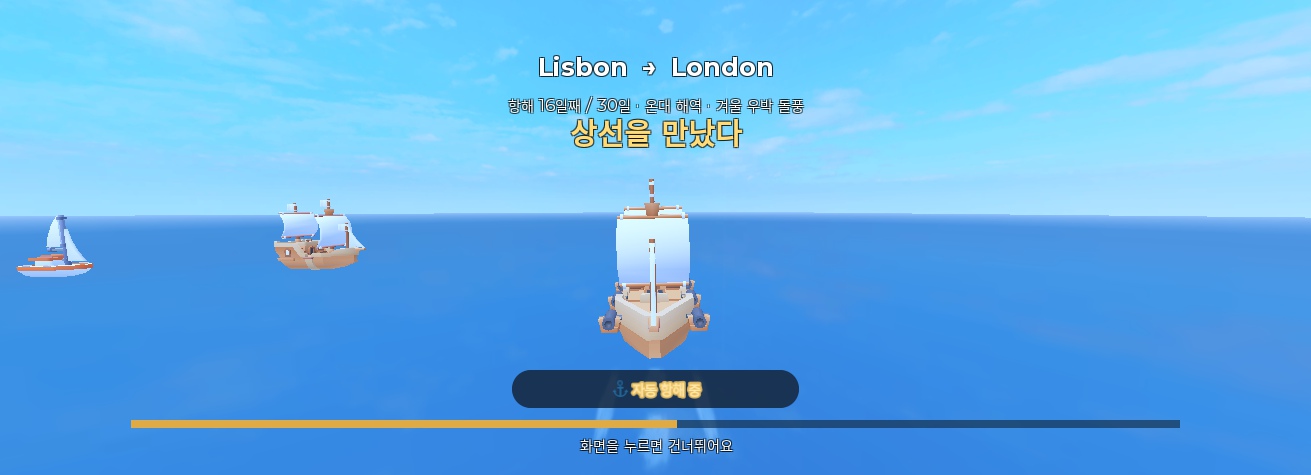 Lisbon → London
항해 16일째 / 30일 · 온대 해역 · 겨울 우박 돌풍
상선을 만났다
⚓ 자동 항해 중
화면을 누르면 건너뛰어요